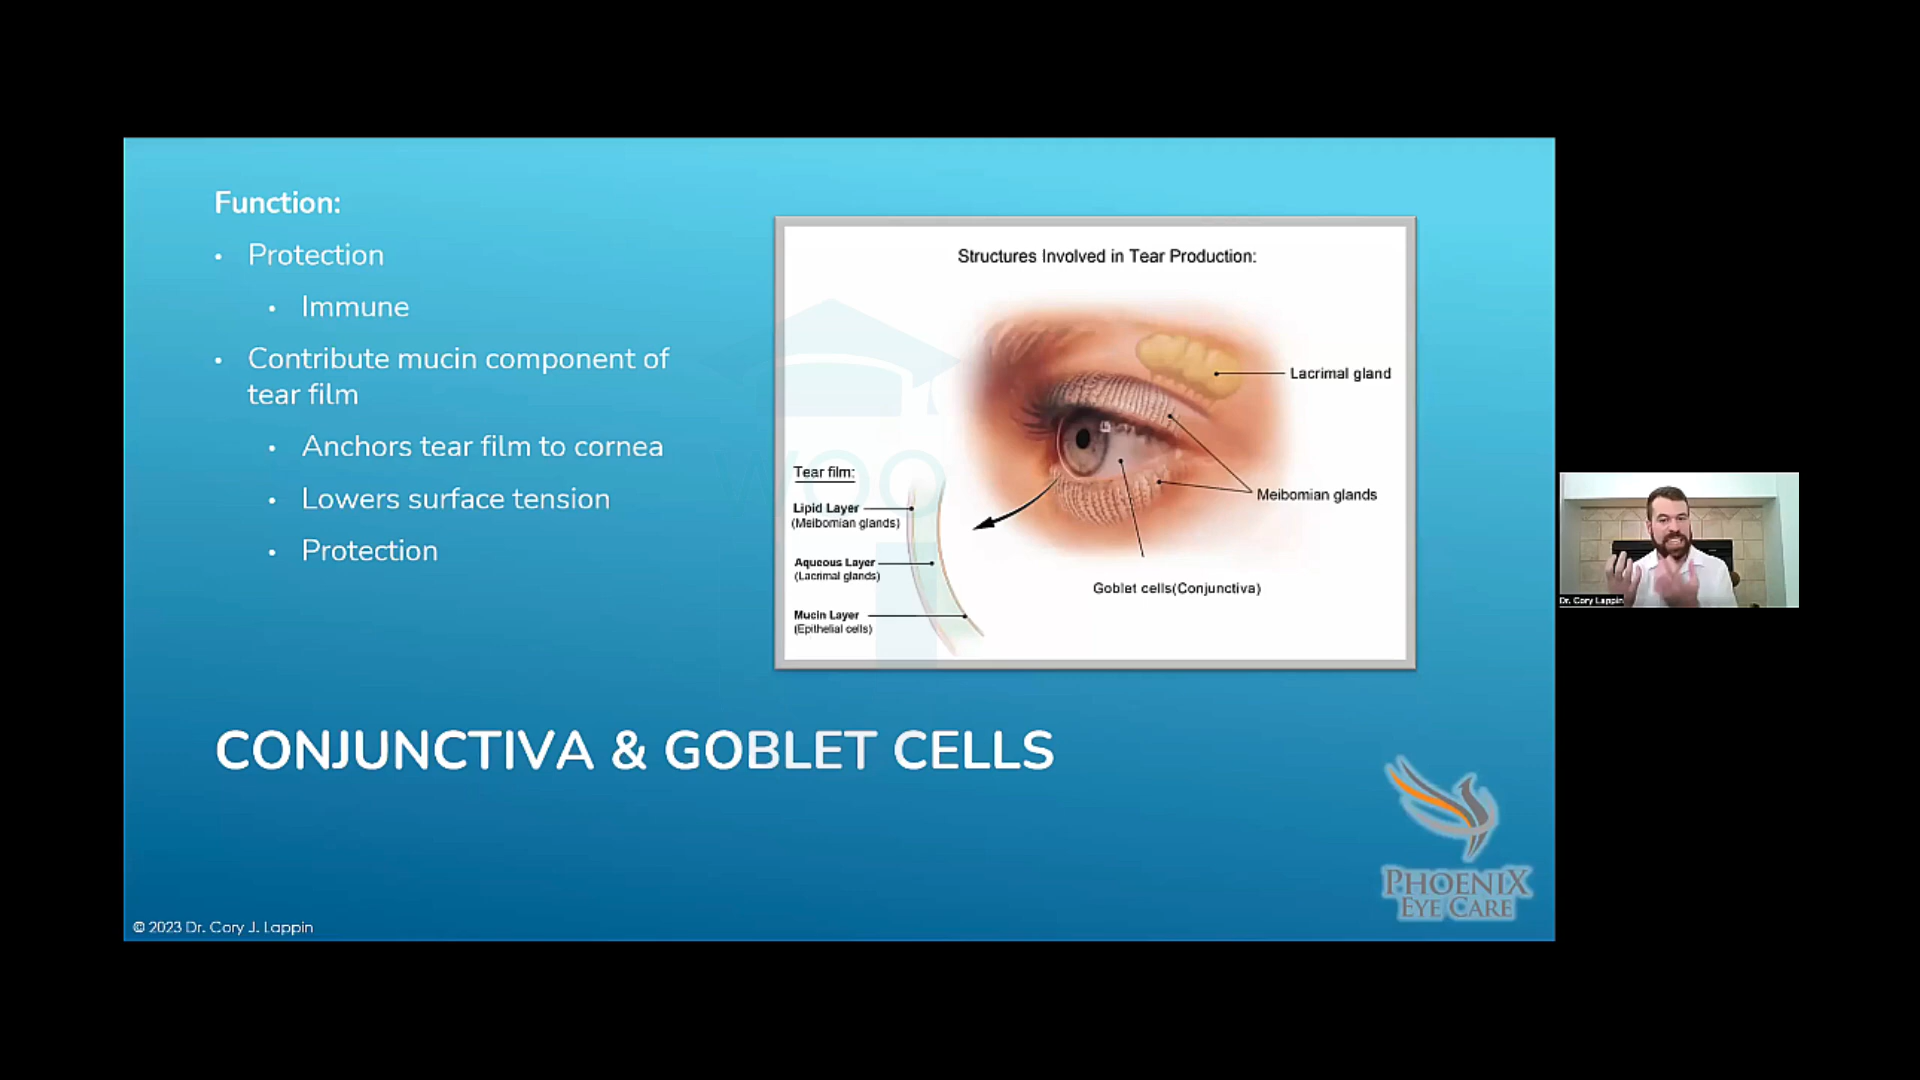 Function:
• Protection
• Immune
• Contribute mucin component of
tear film
• Anchors tear film to cornea
• Lowers surface tension
• Protection
Structures Involved in Tear Production:
Lacrimal gland
Meibomian glands
Goblet cells(Conjunctiva)
Tear film:
Lipid Layer
(Meibomian glands)
Aqueous Layer
(Lacrimal glands)
Mucin Layer
(Epithelial cells)
WOO
CONJUNCTIVA & GOBLET CELLS
PHOENIX
EYE CARE
© 2023 Dr. Cory J. Lappin
Dr. Cory Lappin